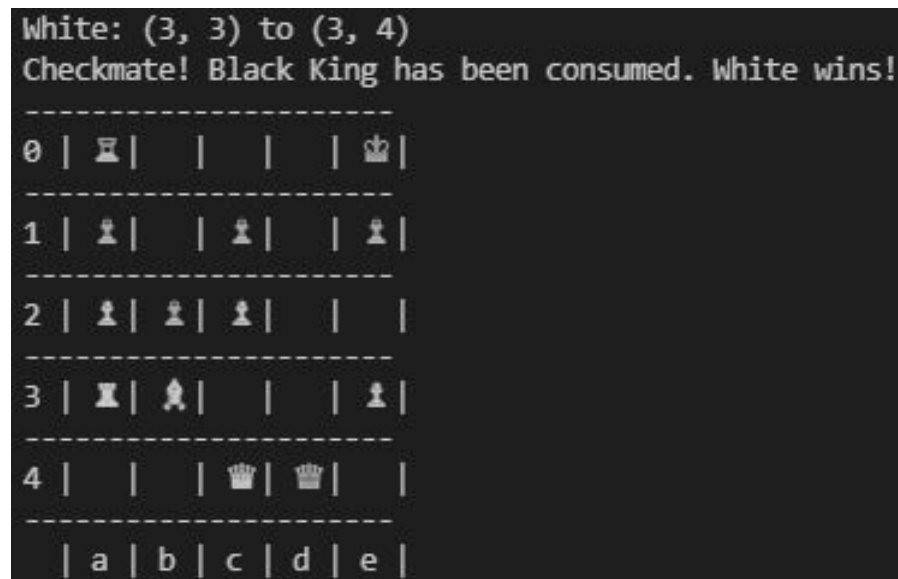 White: (3, 3) to (3, 4)
Checkmate! Black King has been consumed. White wins!
-----------------------
0 | ♖| | | | ♔|
-----------------------
1 | ♙| | ♙| | ♙|
-----------------------
2 | ♟| ♙| ♟| | |
-----------------------
3 | ♜| ♝| | | ♟|
-----------------------
4 | | | ♛| ♕| |
-----------------------
| a | b | c | d | e |